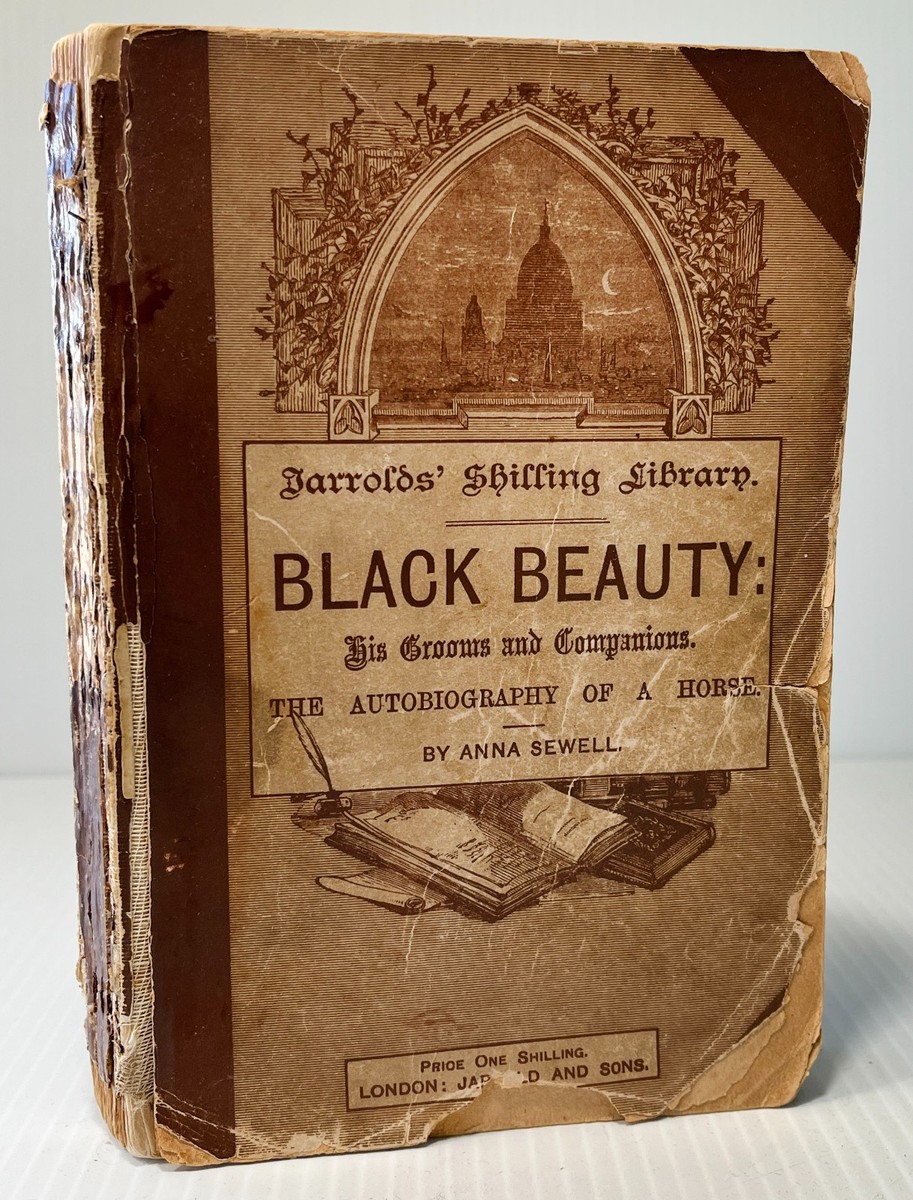 Jarrolds' Shilling Library.
BLACK BEAUTY:
His Grooms and Companions.
THE AUTOBIOGRAPHY OF A HORSE.
BY ANNA SEWELL.
PRICE ONE SHILLING.
LONDON: AND SONS.